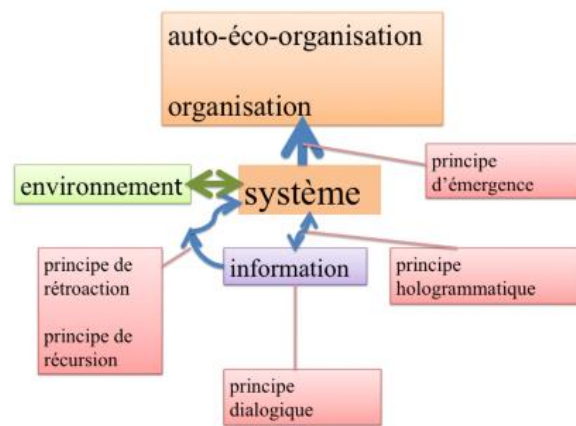 auto-éco-organisation
organisation
principe
d'émergence
environnement
système
information
principe de
rétroaction
principe de
récursion
principe
hologrammatique
principe
dialogique